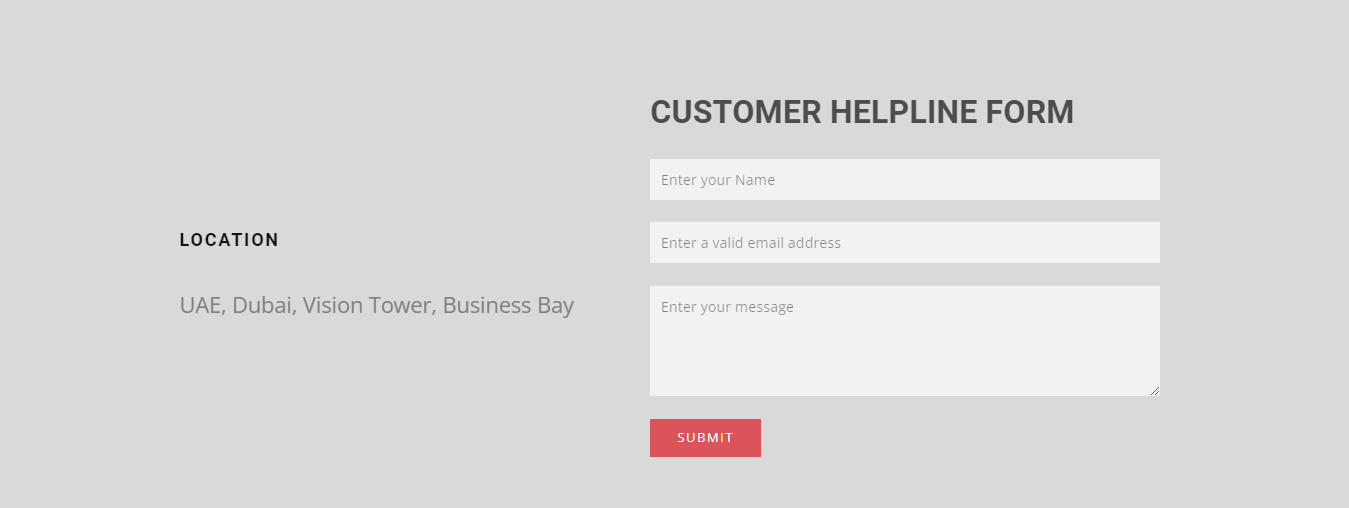 LOCATION
UAE, Dubai, Vision Tower, Business Bay
CUSTOMER HELPLINE FORM
Enter your Name
Enter a valid email address
Enter your message
SUBMIT